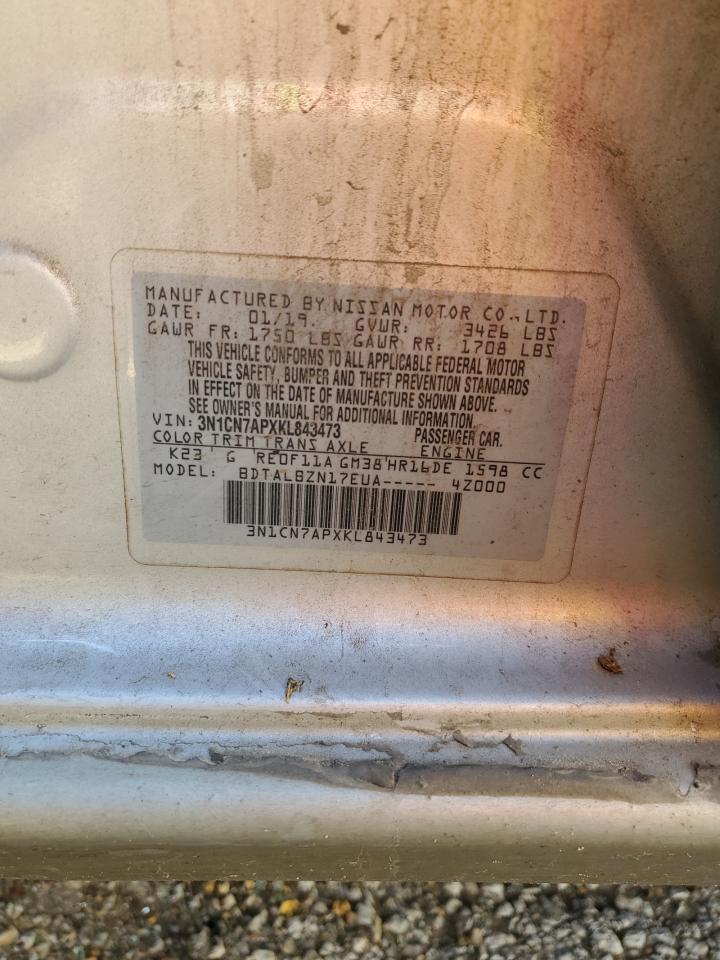 MANUFACTURED BY NISSAN MOTOR CO., LTD.
DATE: 01/19. GVWR: 3426 LBS
GAWR FR: 1750 LBS GAWR RR: 1708 LBS
THIS VEHICLE CONFORMS TO ALL APPLICABLE FEDERAL MOTOR
VEHICLE SAFETY, BUMPER AND THEFT PREVENTION STANDARDS
IN EFFECT ON THE DATE OF MANUFACTURE SHOWN ABOVE.
SEE OWNER'S MANUAL FOR ADDITIONAL INFORMATION.
VIN: 3N1CN7APXKL843473 PASSENGER CAR.
COLOR TRIM TRANS AXLE ENGINE
K23 G RE0F11A GM38 HR16DE 1598 CC
MODEL: BDTALBZN17EUA----- 4Z000
3N1CN7APXKL843473